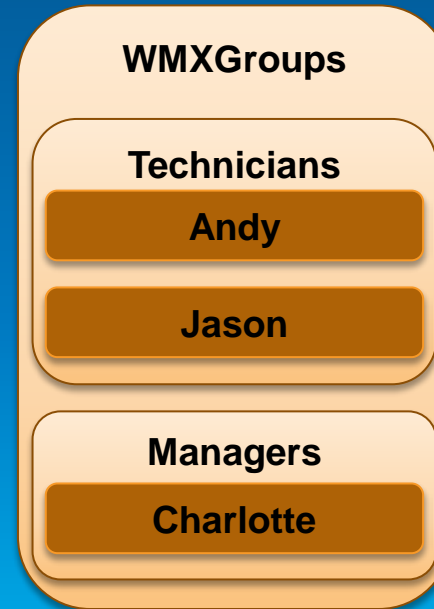 WMXGroups
Technicians
Andy
Jason
Managers
Charlotte